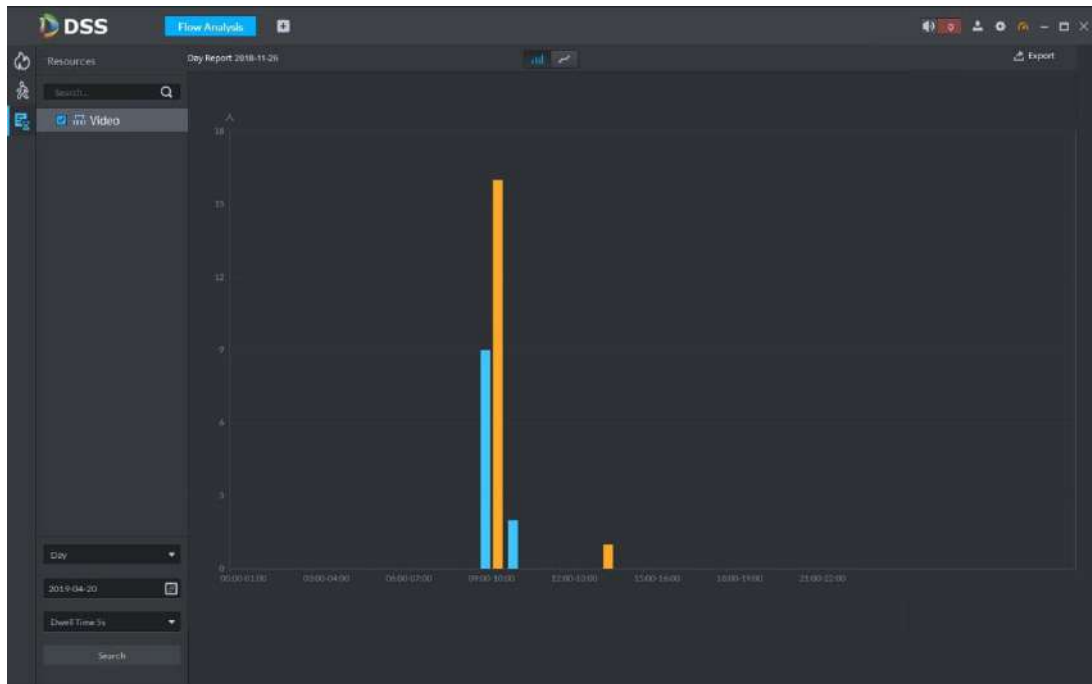 DSS
Flow Analysis
0
Resources
Day Report 2018-11-26
Export
Search...
Video
人
18
15
12
9
6
3
0
00:00-01:00
03:00-04:00
06:00-07:00
09:00-10:00
12:00-13:00
15:00-16:00
18:00-19:00
21:00-22:00
Day
2019-04-20
Dwell Time 5s
Search